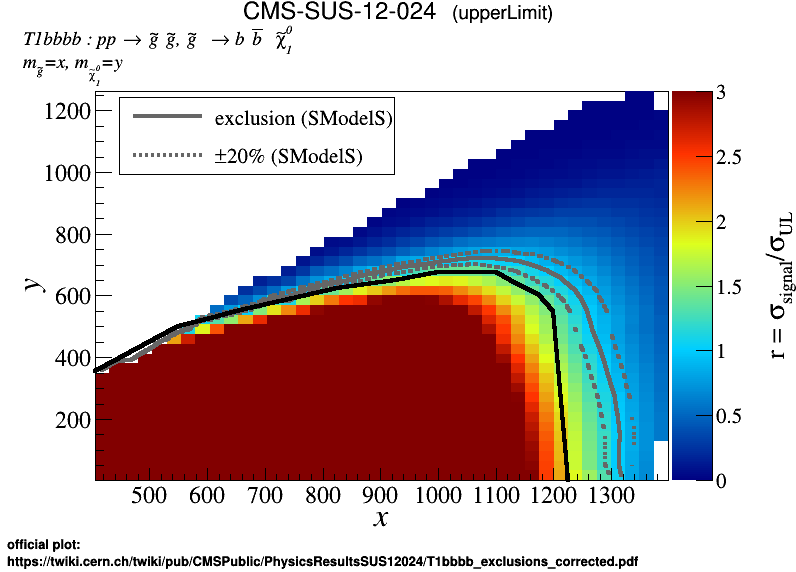 CMS-SUS-12-024 (upperLimit)
T1bbbb : pp → g̃ g̃, g̃ → b b̅ χ̃₁⁰
m_g̃=x, m_χ̃₁⁰=y
exclusion (SModelS)
±20% (SModelS)
1200
1000
800
600
400
200
y
500 600 700 800 900 1000 1100 1200 1300
x
3
2.5
2
1.5
1
0.5
0
r = σ_signal/σ_UL
official plot:
https://twiki.cern.ch/twiki/pub/CMSPublic/PhysicsResultsSUS12024/T1bbbb_exclusions_corrected.pdf